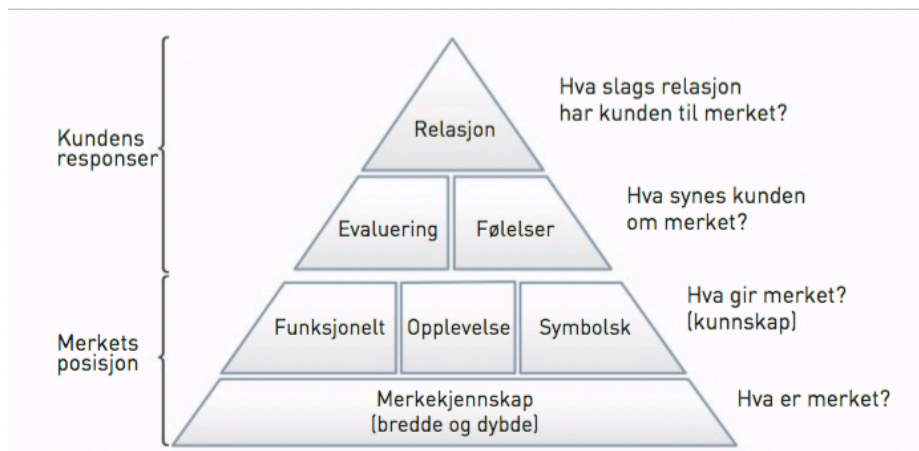 Kundens
responser
Relasjon
Hva slags relasjon
har kunden til merket?
Evaluering
Følelser
Hva synes kunden
om merket?
Merkets
posisjon
Funksjonelt
Opplevelse
Symbolsk
Hva gir merket?
(kunnskap)
Merkekjennskap
(bredde og dybde)
Hva er merket?